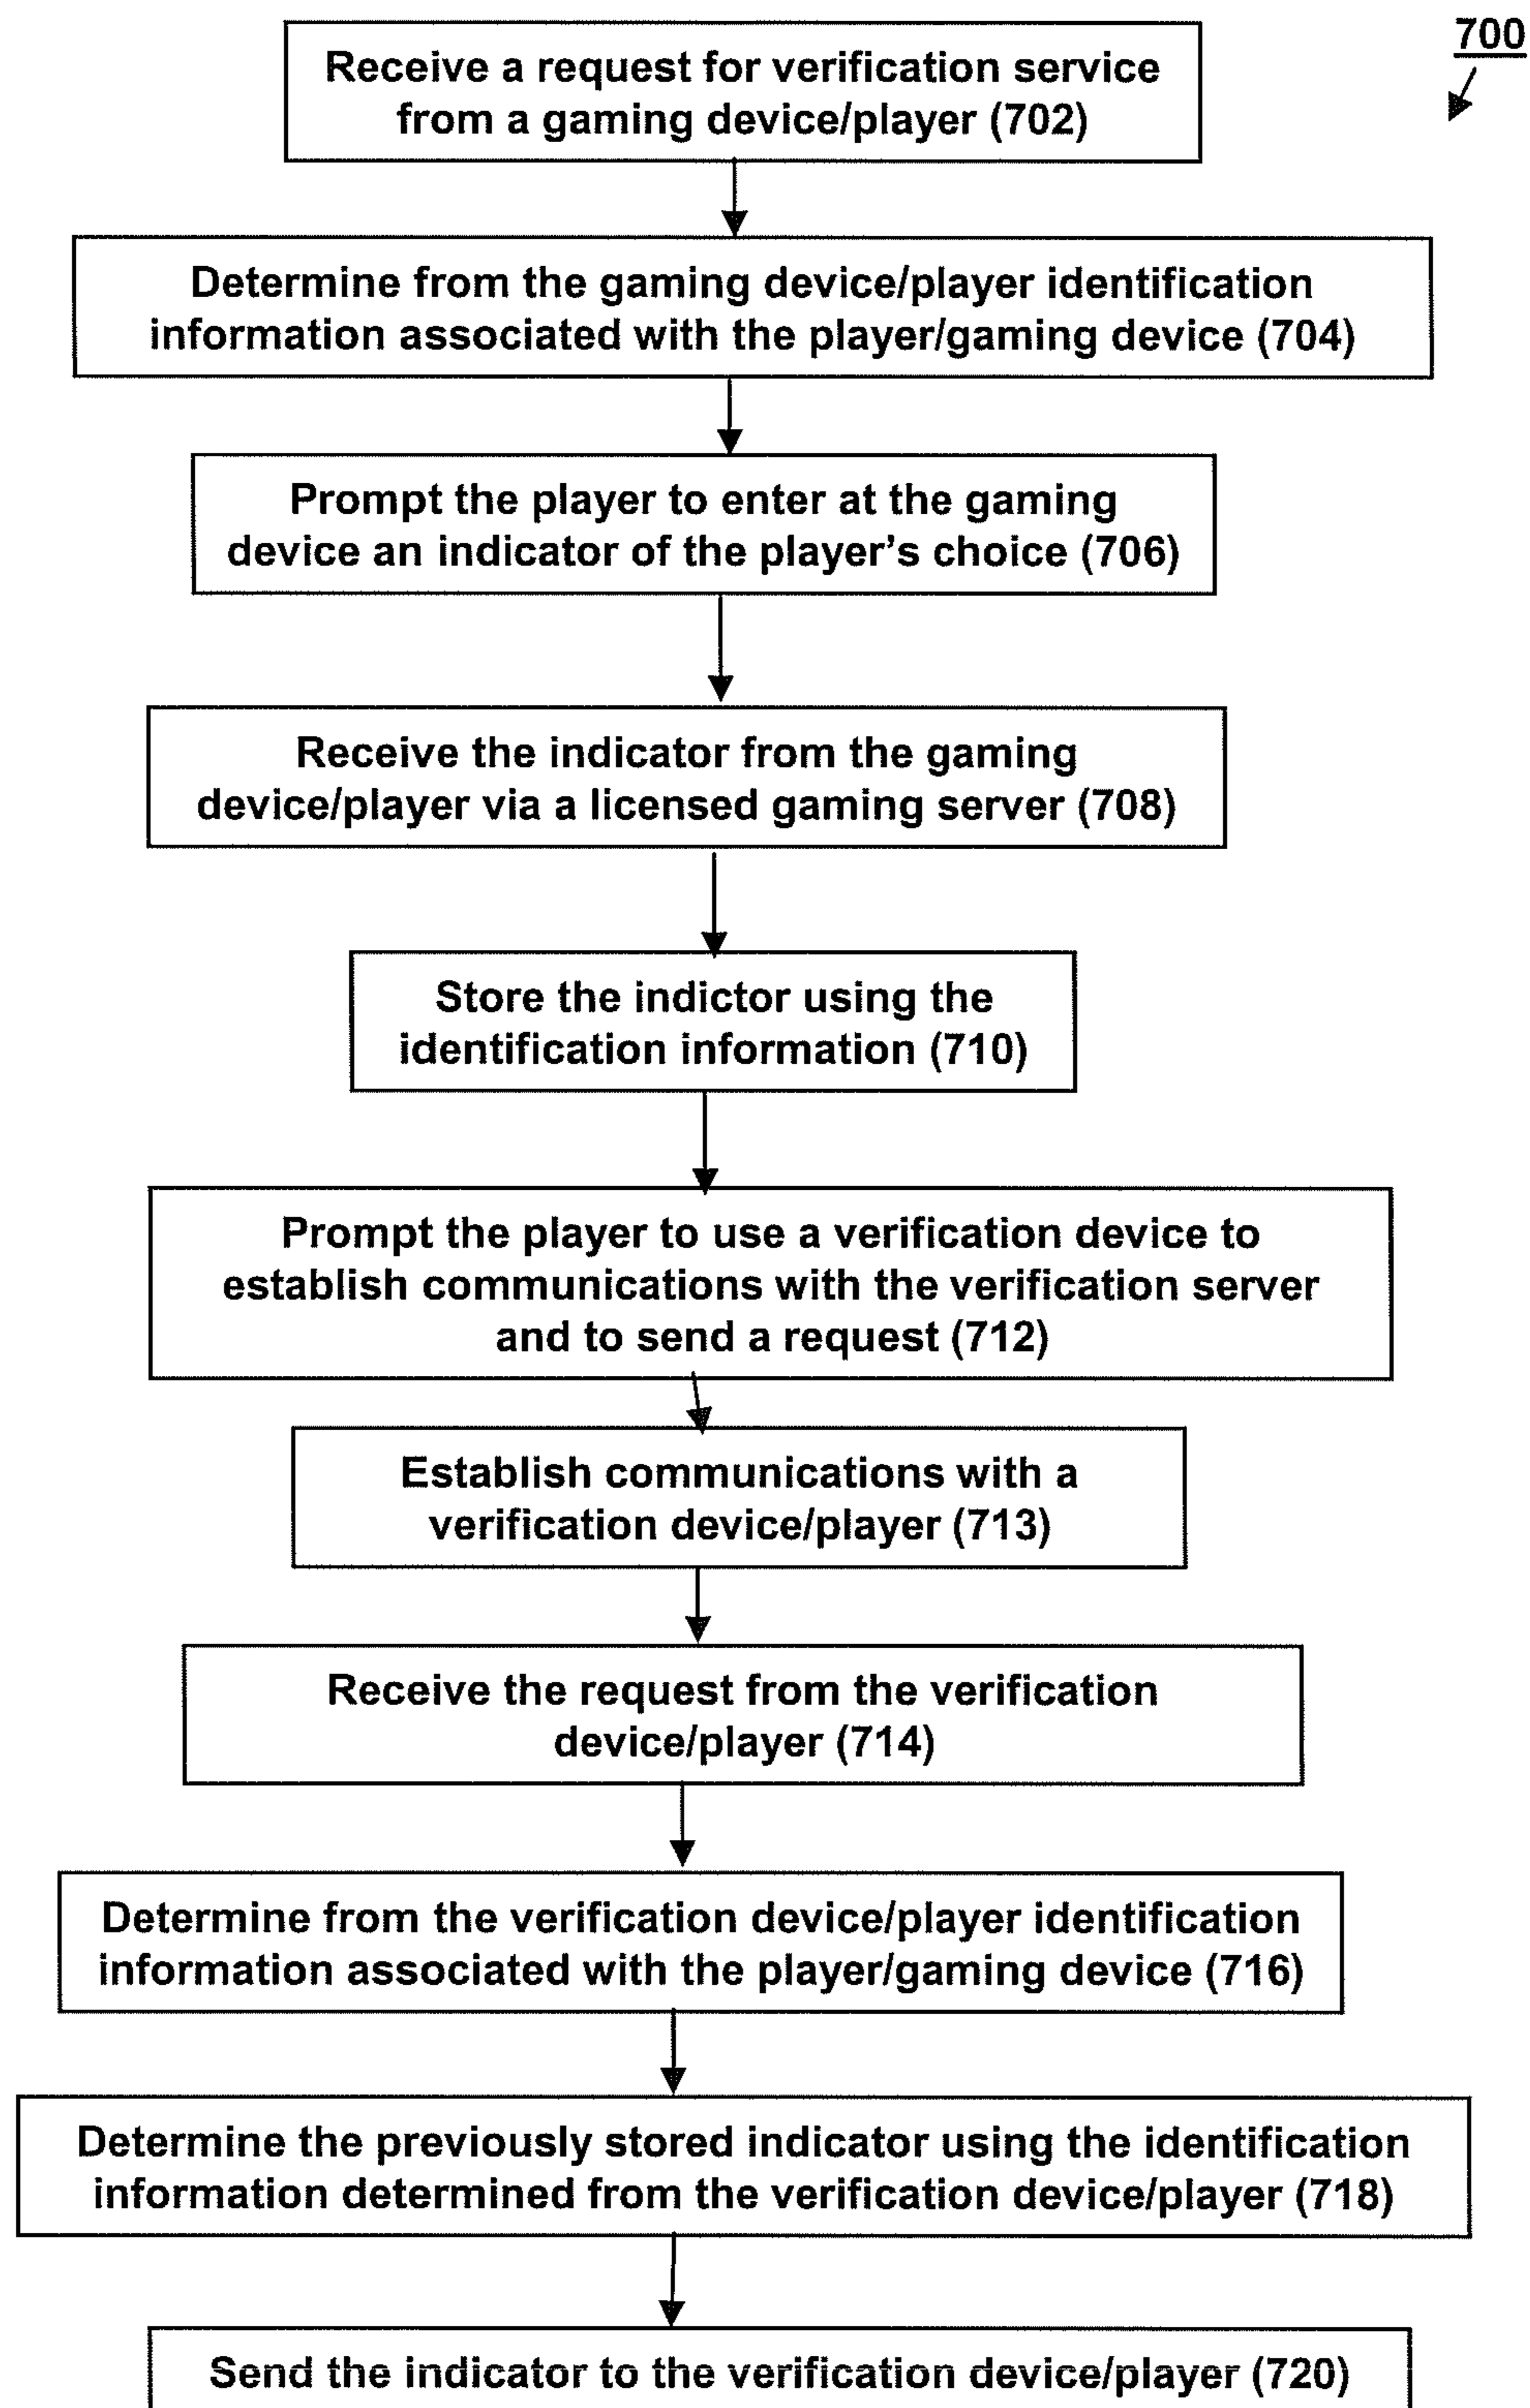 700
Receive a request for verification service
from a gaming device/player (702)
Determine from the gaming device/player identification
information associated with the player/gaming device (704)
Prompt the player to enter at the gaming
device an indicator of the player's choice (706)
Receive the indicator from the gaming
device/player via a licensed gaming server (708)
Store the indictor using the
identification information (710)
Prompt the player to use a verification device to
establish communications with the verification server
and to send a request (712)
Establish communications with a
verification device/player (713)
Receive the request from the verification
device/player (714)
Determine from the verification device/player identification
information associated with the player/gaming device (716)
Determine the previously stored indicator using the identification
information determined from the verification device/player (718)
Send the indicator to the verification device/player (720)